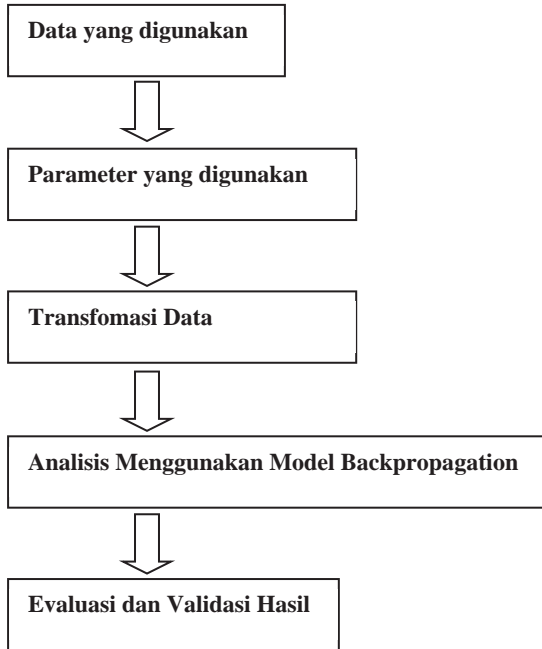 Data yang digunakan
Parameter yang digunakan
Transfomasi Data
Analisis Menggunakan Model Backpropagation
Evaluasi dan Validasi Hasil